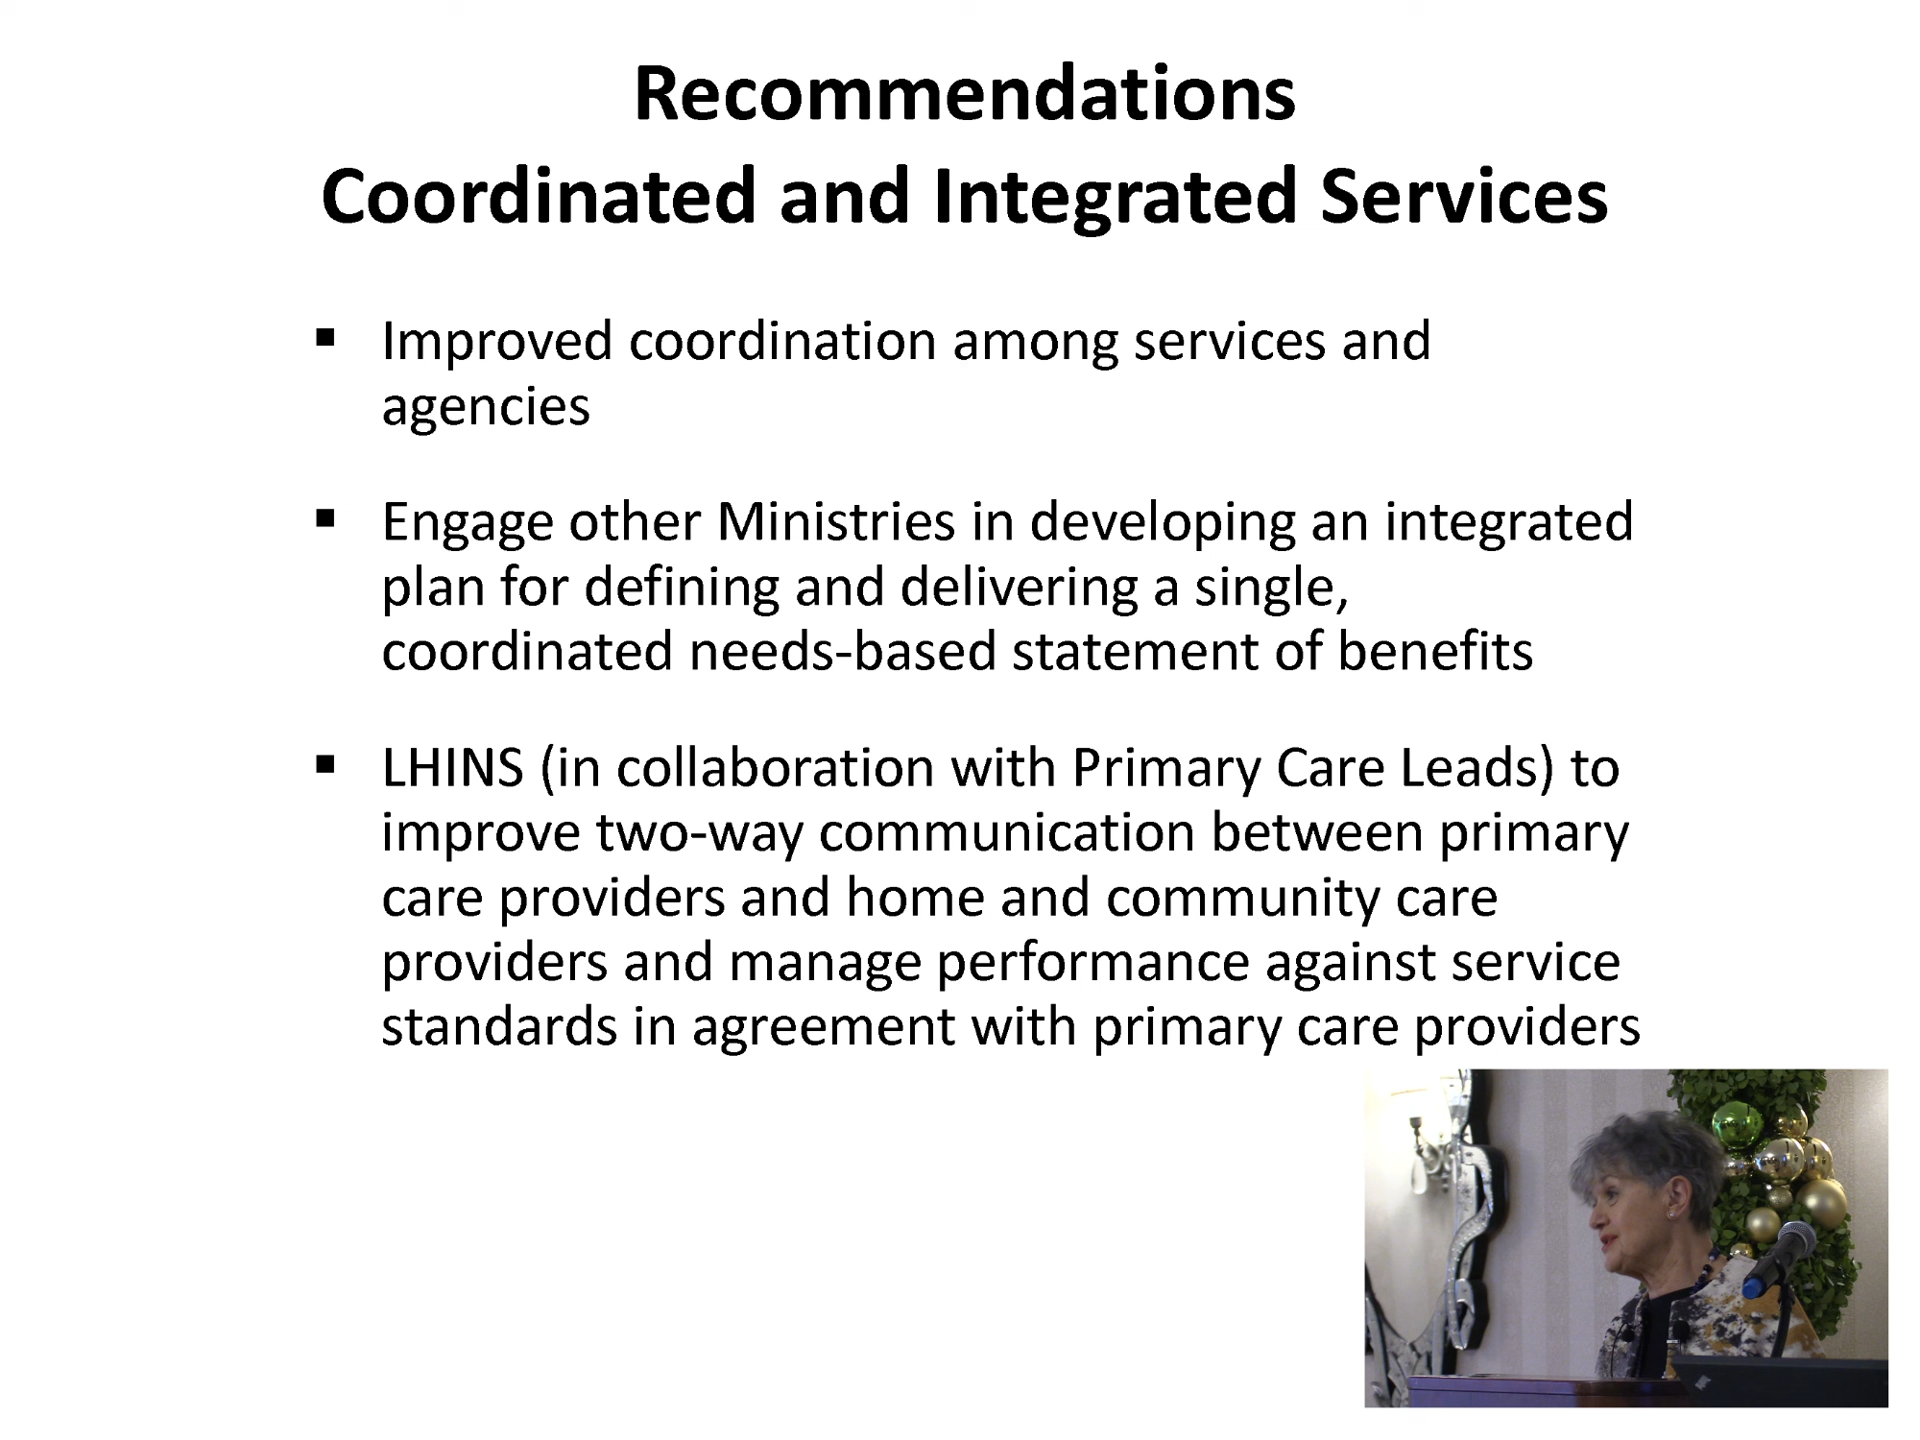 Recommendations
Coordinated and Integrated Services
▪ Improved coordination among services and
agencies
▪ Engage other Ministries in developing an integrated
plan for defining and delivering a single,
coordinated needs-based statement of benefits
▪ LHINS (in collaboration with Primary Care Leads) to
improve two-way communication between primary
care providers and home and community care
providers and manage performance against service
standards in agreement with primary care providers